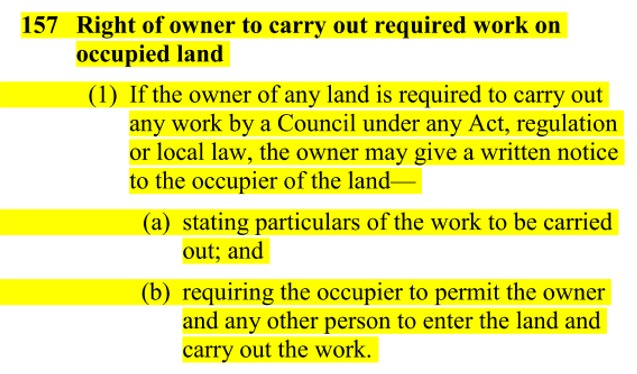 157 Right of owner to carry out required work on
occupied land
(1) If the owner of any land is required to carry out
any work by a Council under any Act, regulation
or local law, the owner may give a written notice
to the occupier of the land—
(a) stating particulars of the work to be carried
out; and
(b) requiring the occupier to permit the owner
and any other person to enter the land and
carry out the work.